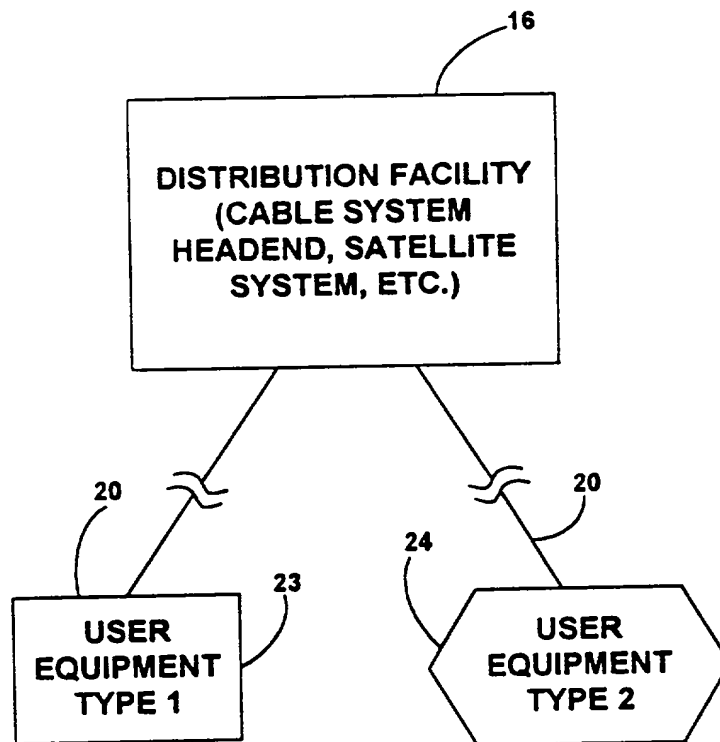 16
DISTRIBUTION FACILITY
(CABLE SYSTEM
HEADEND, SATELLITE
SYSTEM, ETC.)
20
20
24
23
USER
EQUIPMENT
TYPE 1
USER
EQUIPMENT
TYPE 2